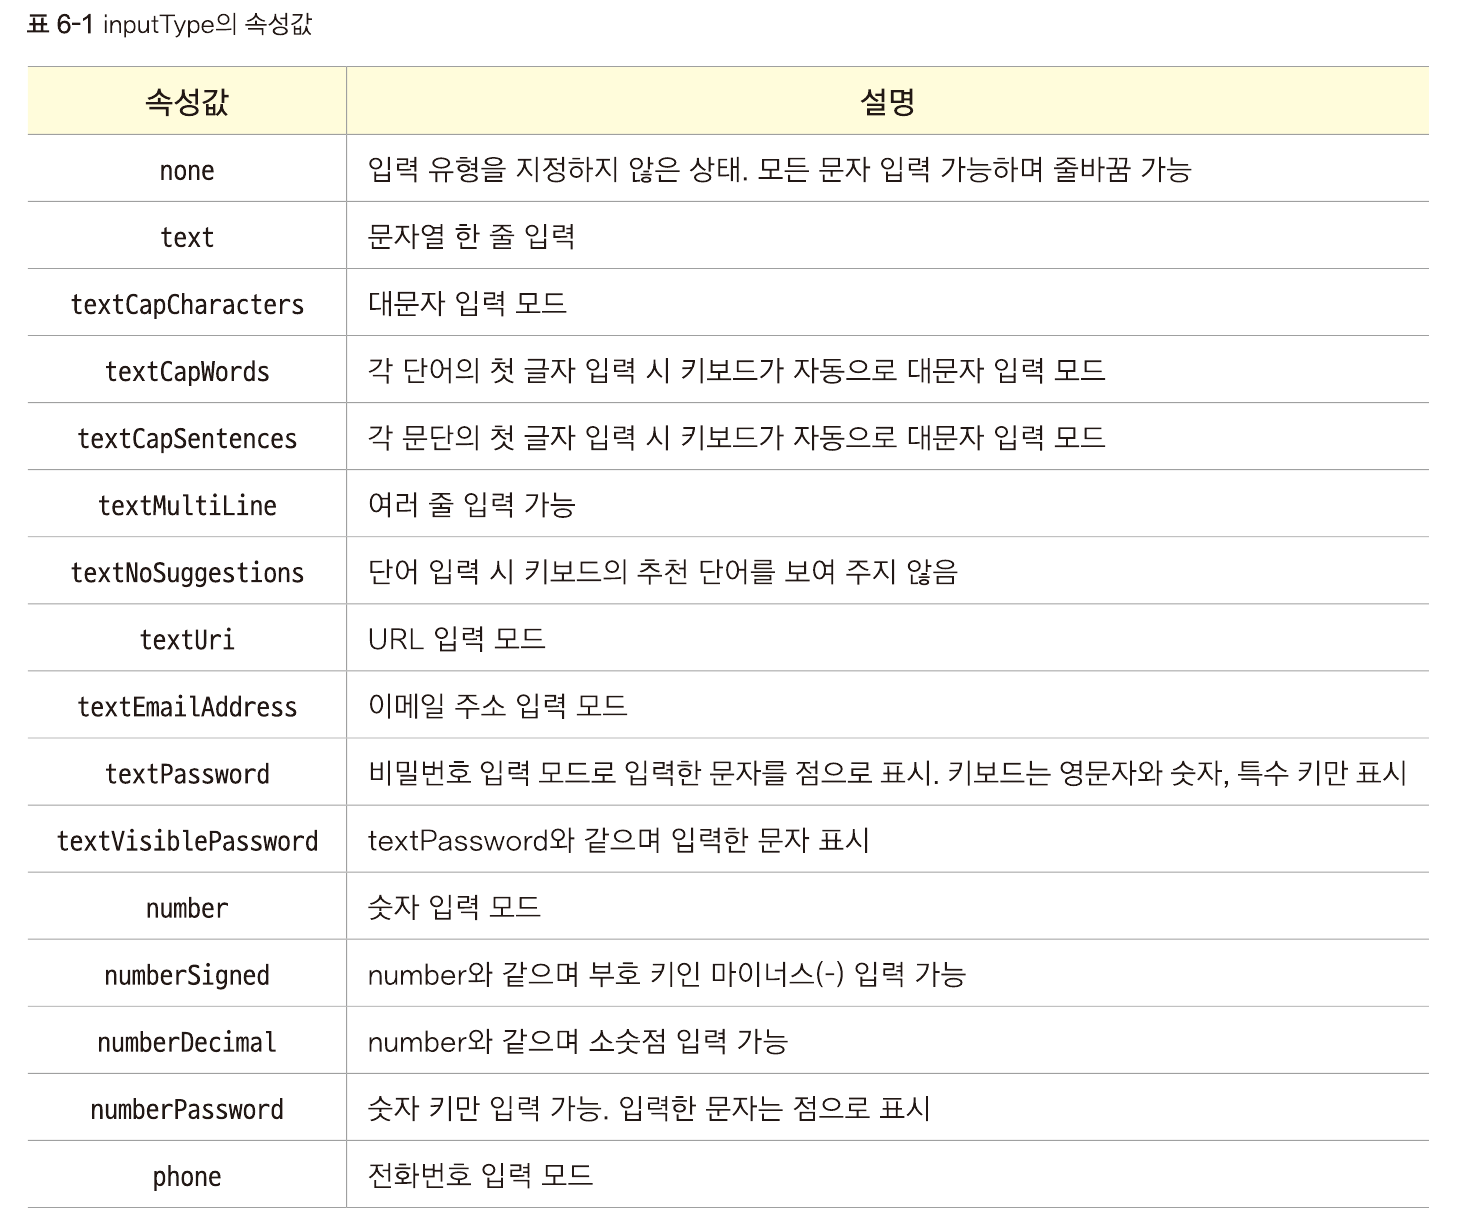 표 6-1 inputType의 속성값
속성값 설명
none 입력 유형을 지정하지 않은 상태. 모든 문자 입력 가능하며 줄바꿈 가능
text 문자열 한 줄 입력
textCapCharacters 대문자 입력 모드
textCapWords 각 단어의 첫 글자 입력 시 키보드가 자동으로 대문자 입력 모드
textCapSentences 각 문단의 첫 글자 입력 시 키보드가 자동으로 대문자 입력 모드
textMultiLine 여러 줄 입력 가능
textNoSuggestions 단어 입력 시 키보드의 추천 단어를 보여 주지 않음
textUri URL 입력 모드
textEmailAddress 이메일 주소 입력 모드
textPassword 비밀번호 입력 모드로 입력한 문자를 점으로 표시. 키보드는 영문자와 숫자, 특수 키만 표시
textVisiblePassword textPassword와 같으며 입력한 문자 표시
number 숫자 입력 모드
numberSigned number와 같으며 부호 키인 마이너스(-) 입력 가능
numberDecimal number와 같으며 소숫점 입력 가능
numberPassword 숫자 키만 입력 가능. 입력한 문자는 점으로 표시
phone 전화번호 입력 모드